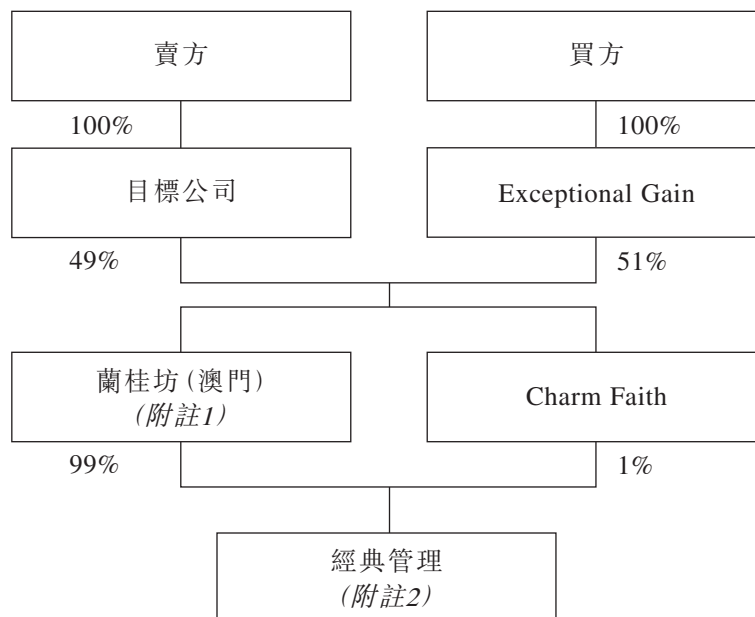 賣方
買方
100%
100%
目標公司
Exceptional Gain
49%
51%
蘭桂坊(澳門)
(附註1)
Charm Faith
99%
1%
經典管理
(附註2)